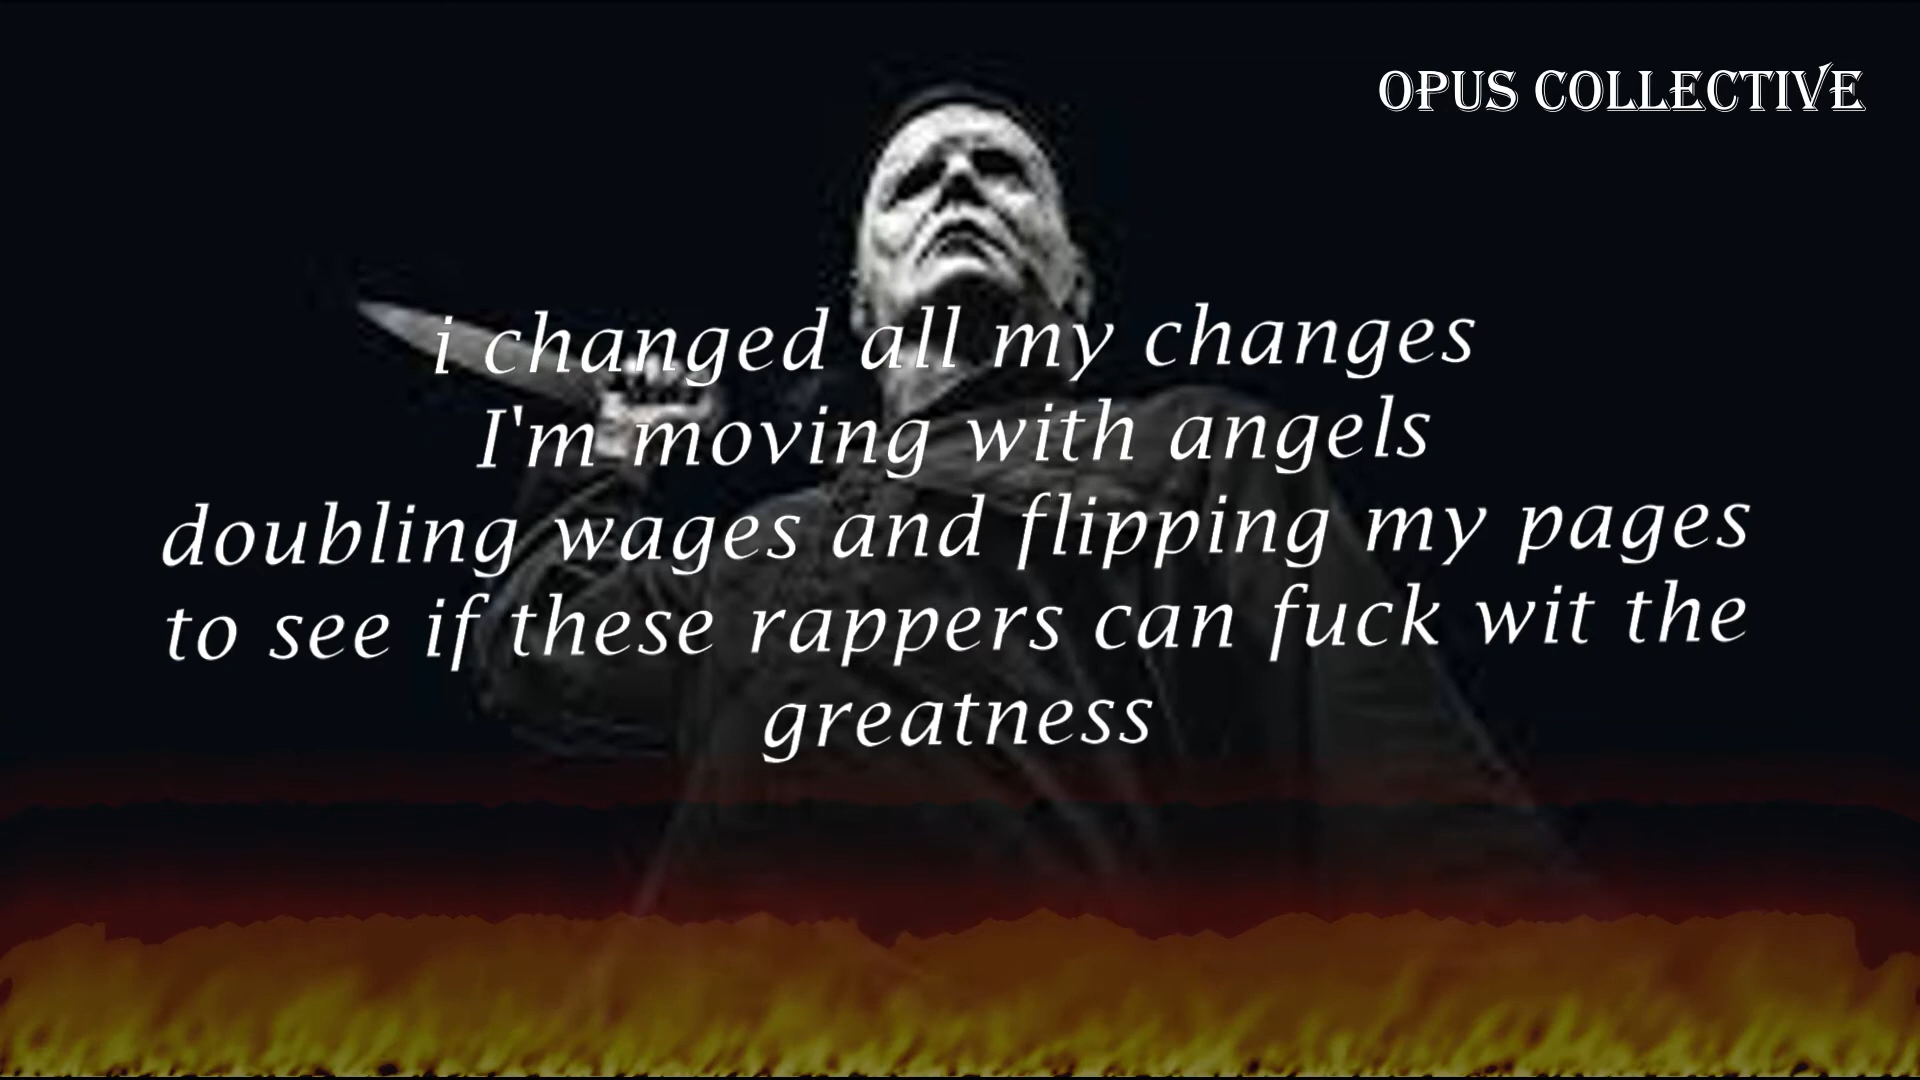 OPUS COLLECTIVE
i changed all my changes
I'm moving with angels
doubling wages and flipping my pages
to see if these rappers can fuck wit the
greatness